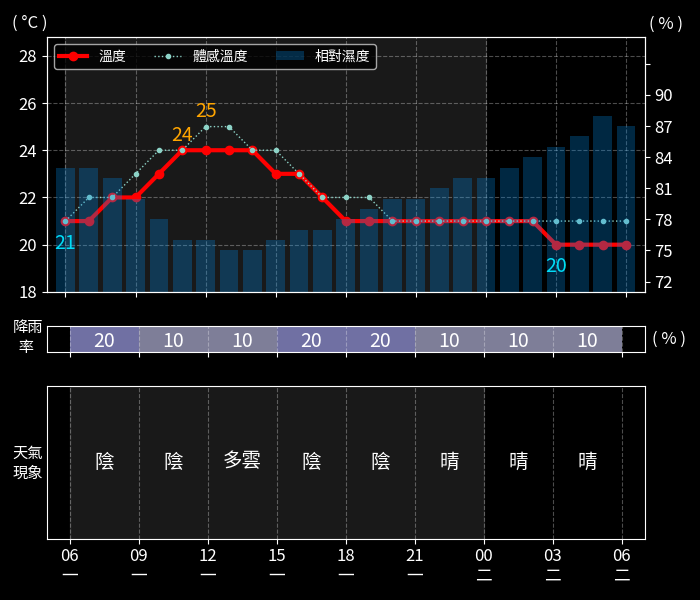 ( °C )
( % )
溫度 體感溫度 相對濕度
28
26
24
22
20
18
90
87
84
81
78
75
72
21
24
25
20
降雨
率
20 10 10 20 20 10 10 10
( % )
天氣
現象
陰 陰 多雲 陰 陰 晴 晴 晴
06 09 12 15 18 21 00 03 06
一 一 一 一 一 一 二 二 二